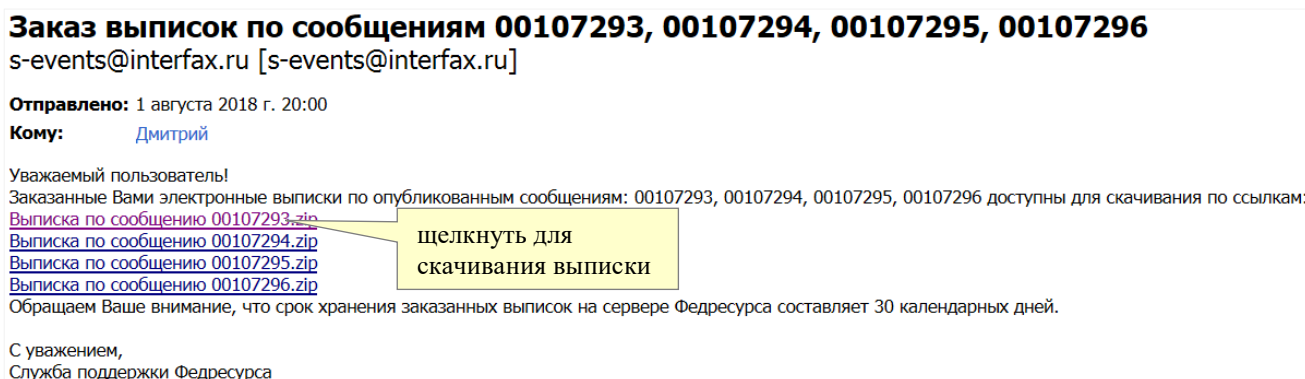 Заказ выписок по сообщениям 00107293, 00107294, 00107295, 00107296
s-events@interfax.ru [s-events@interfax.ru]
Отправлено: 1 августа 2018 г. 20:00
Кому: Дмитрий
Уважаемый пользователь!
Заказанные Вами электронные выписки по опубликованным сообщениям: 00107293, 00107294, 00107295, 00107296 доступны для скачивания по ссылкам:
Выписка по сообщению 00107293.zip
Выписка по сообщению 00107294.zip
Выписка по сообщению 00107295.zip
Выписка по сообщению 00107296.zip
щелкнуть для
скачивания выписки
Обращаем Ваше внимание, что срок хранения заказанных выписок на сервере Федресурса составляет 30 календарных дней.
С уважением,
Служба поддержки Федресурса